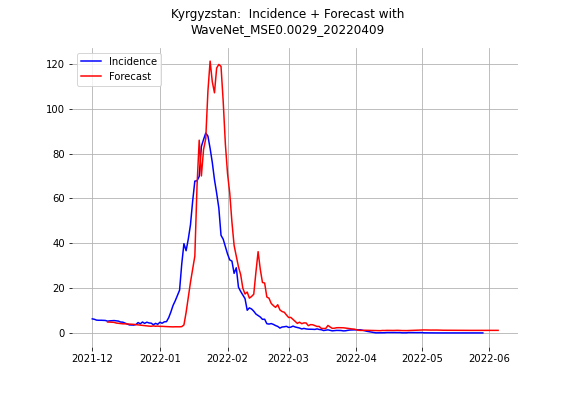 Kyrgyzstan:  Incidence + Forecast with
WaveNet_MSE0.0029_20220409
Incidence
Forecast
120
100
80
60
40
20
0
2021-12 2022-01 2022-02 2022-03 2022-04 2022-05 2022-06